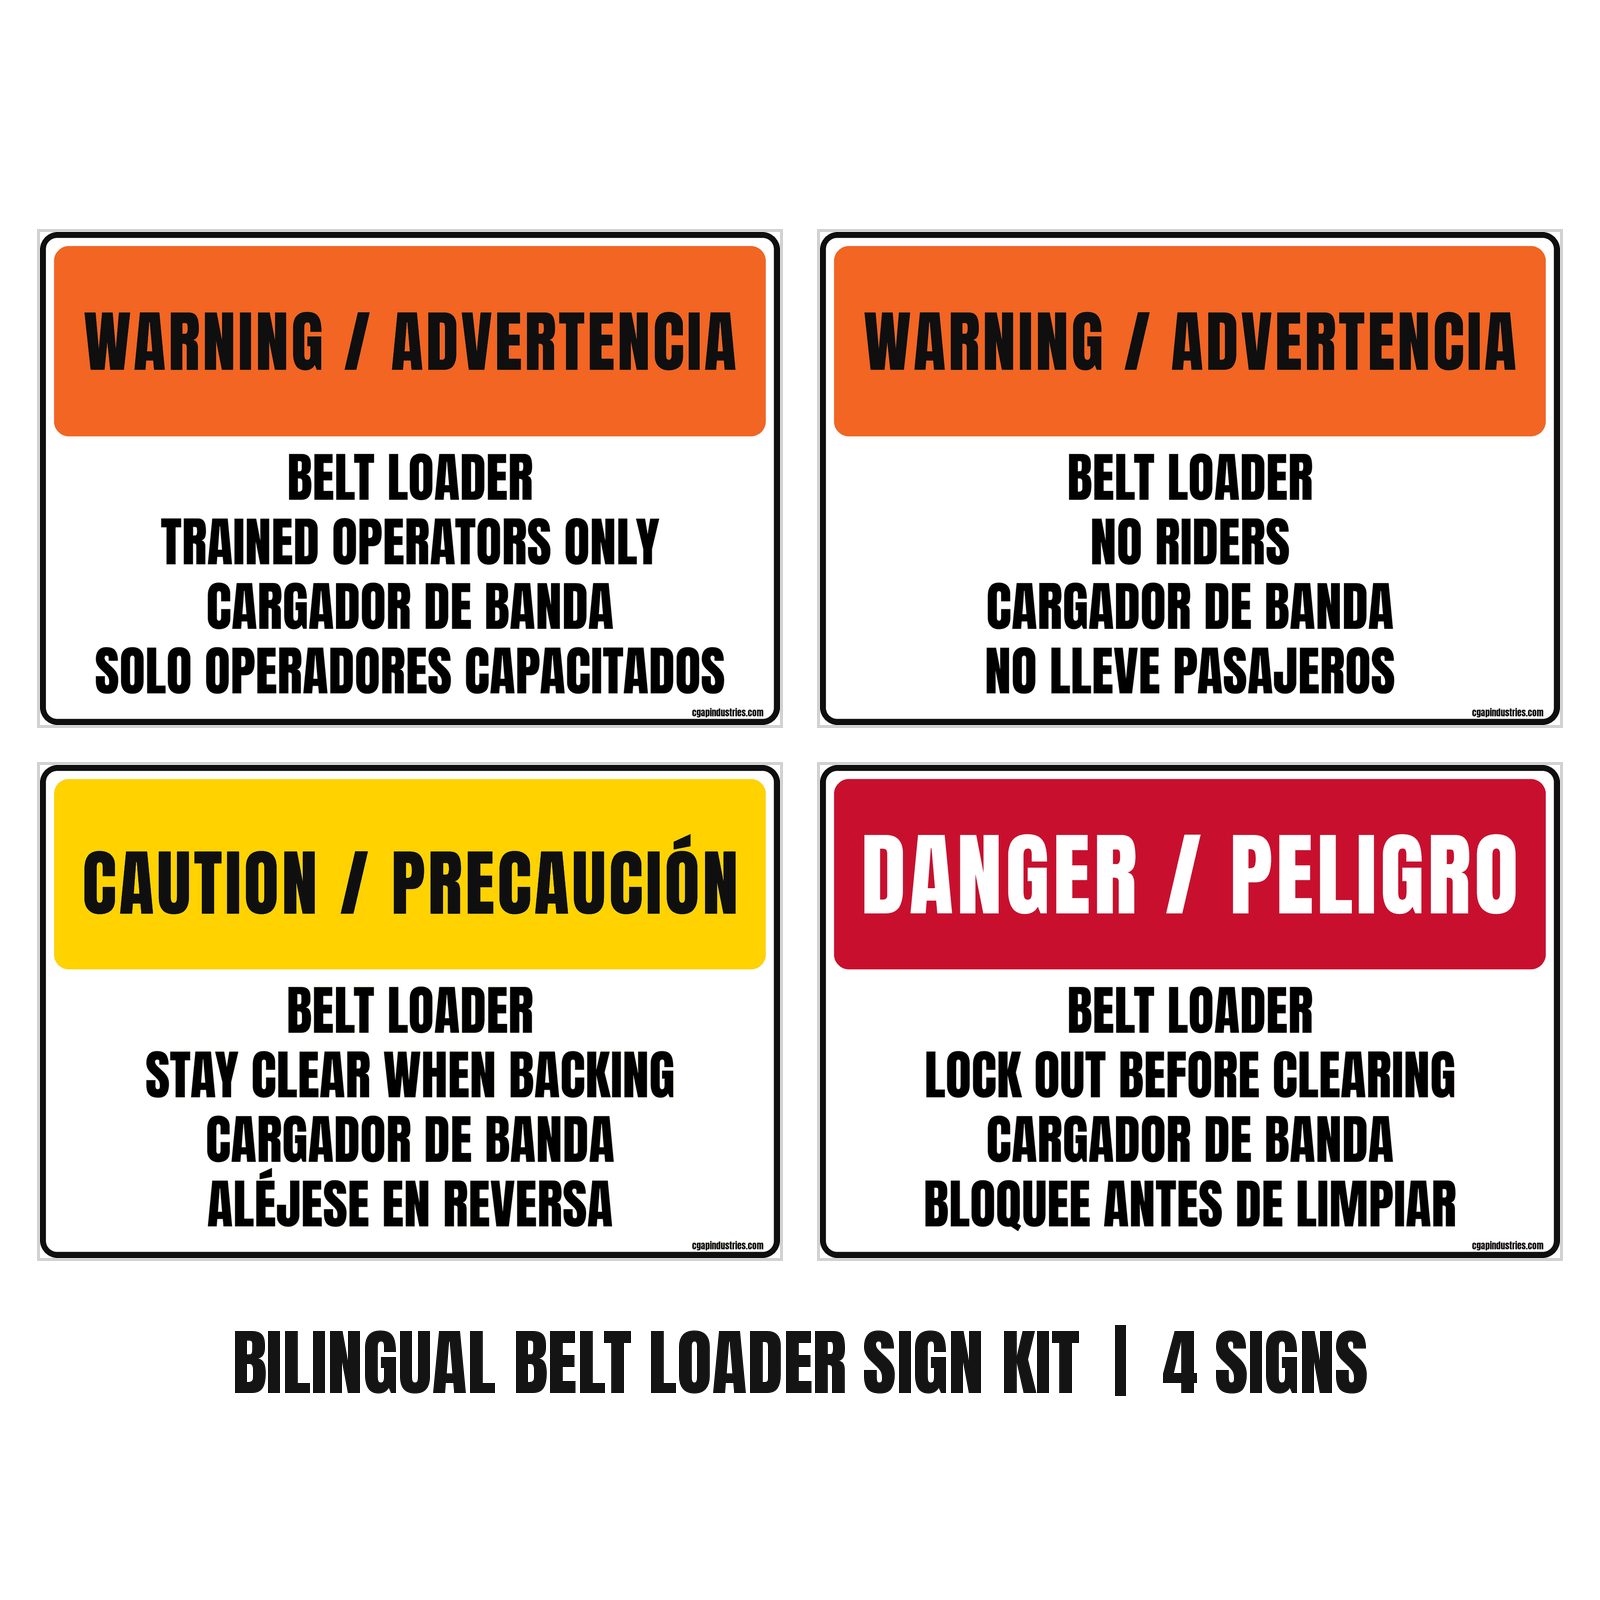 WARNING / ADVERTENCIA
BELT LOADER
TRAINED OPERATORS ONLY
CARGADOR DE BANDA
SOLO OPERADORES CAPACITADOS
cgapindustries.com
WARNING / ADVERTENCIA
BELT LOADER
NO RIDERS
CARGADOR DE BANDA
NO LLEVE PASAJEROS
cgapindustries.com
CAUTION / PRECAUCIÓN
BELT LOADER
STAY CLEAR WHEN BACKING
CARGADOR DE BANDA
ALÉJESE EN REVERSA
cgapindustries.com
DANGER / PELIGRO
BELT LOADER
LOCK OUT BEFORE CLEARING
CARGADOR DE BANDA
BLOQUEE ANTES DE LIMPIAR
cgapindustries.com
BILINGUAL BELT LOADER SIGN KIT | 4 SIGNS